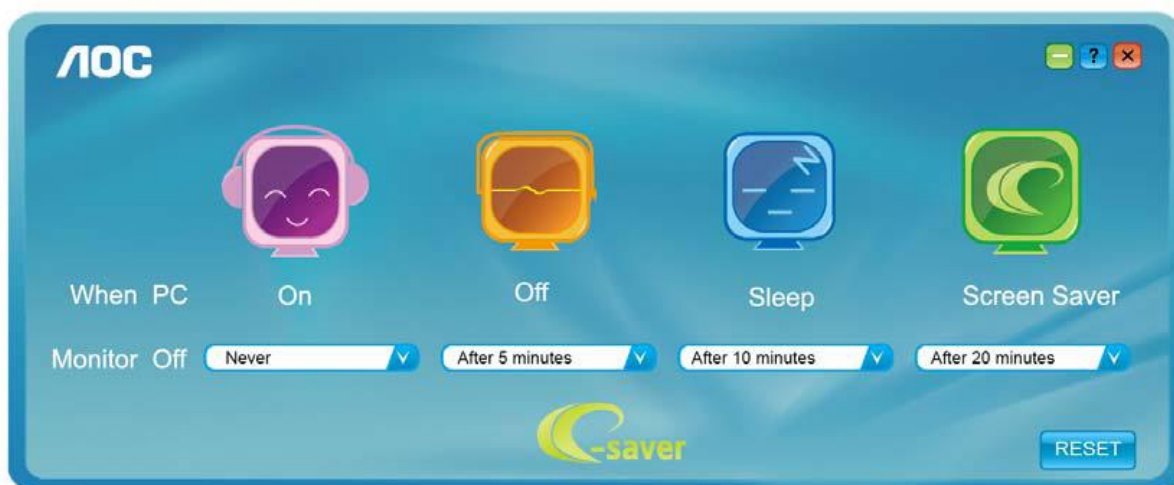 AOC
?
When PC On Off Sleep Screen Saver
Monitor Off Never After 5 minutes After 10 minutes After 20 minutes
e-saver
RESET